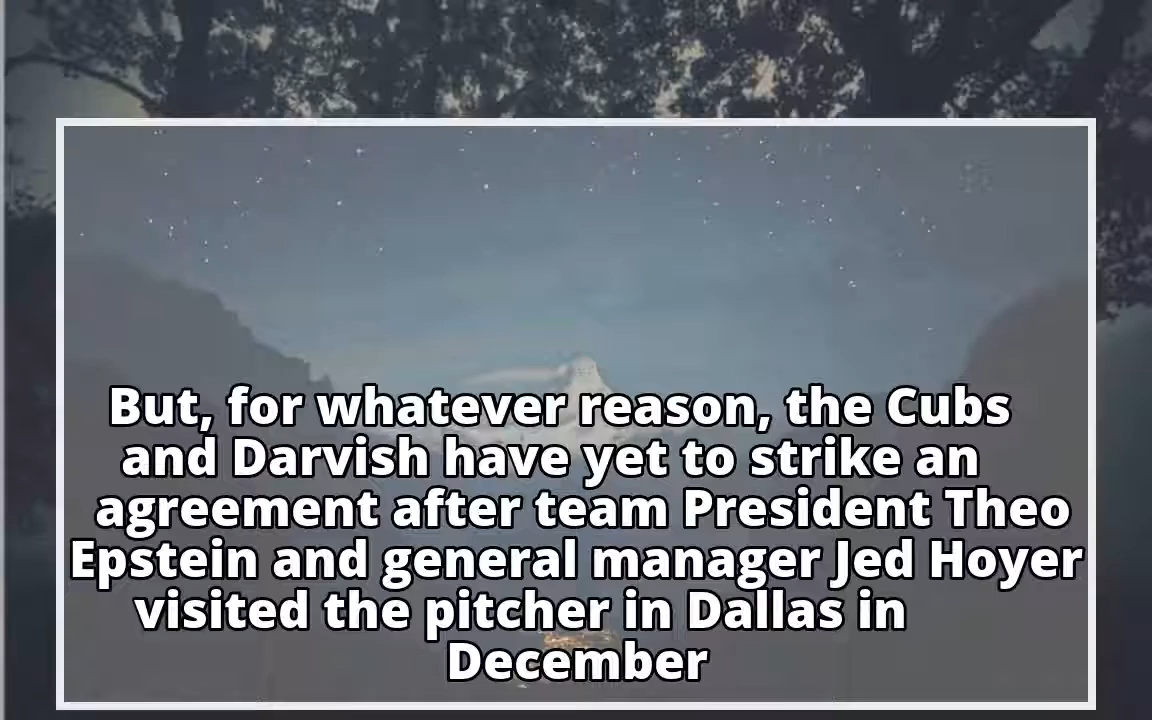 But, for whatever reason, the Cubs
and Darvish have yet to strike an
agreement after team President Theo
Epstein and general manager Jed Hoyer
visited the pitcher in Dallas in
December